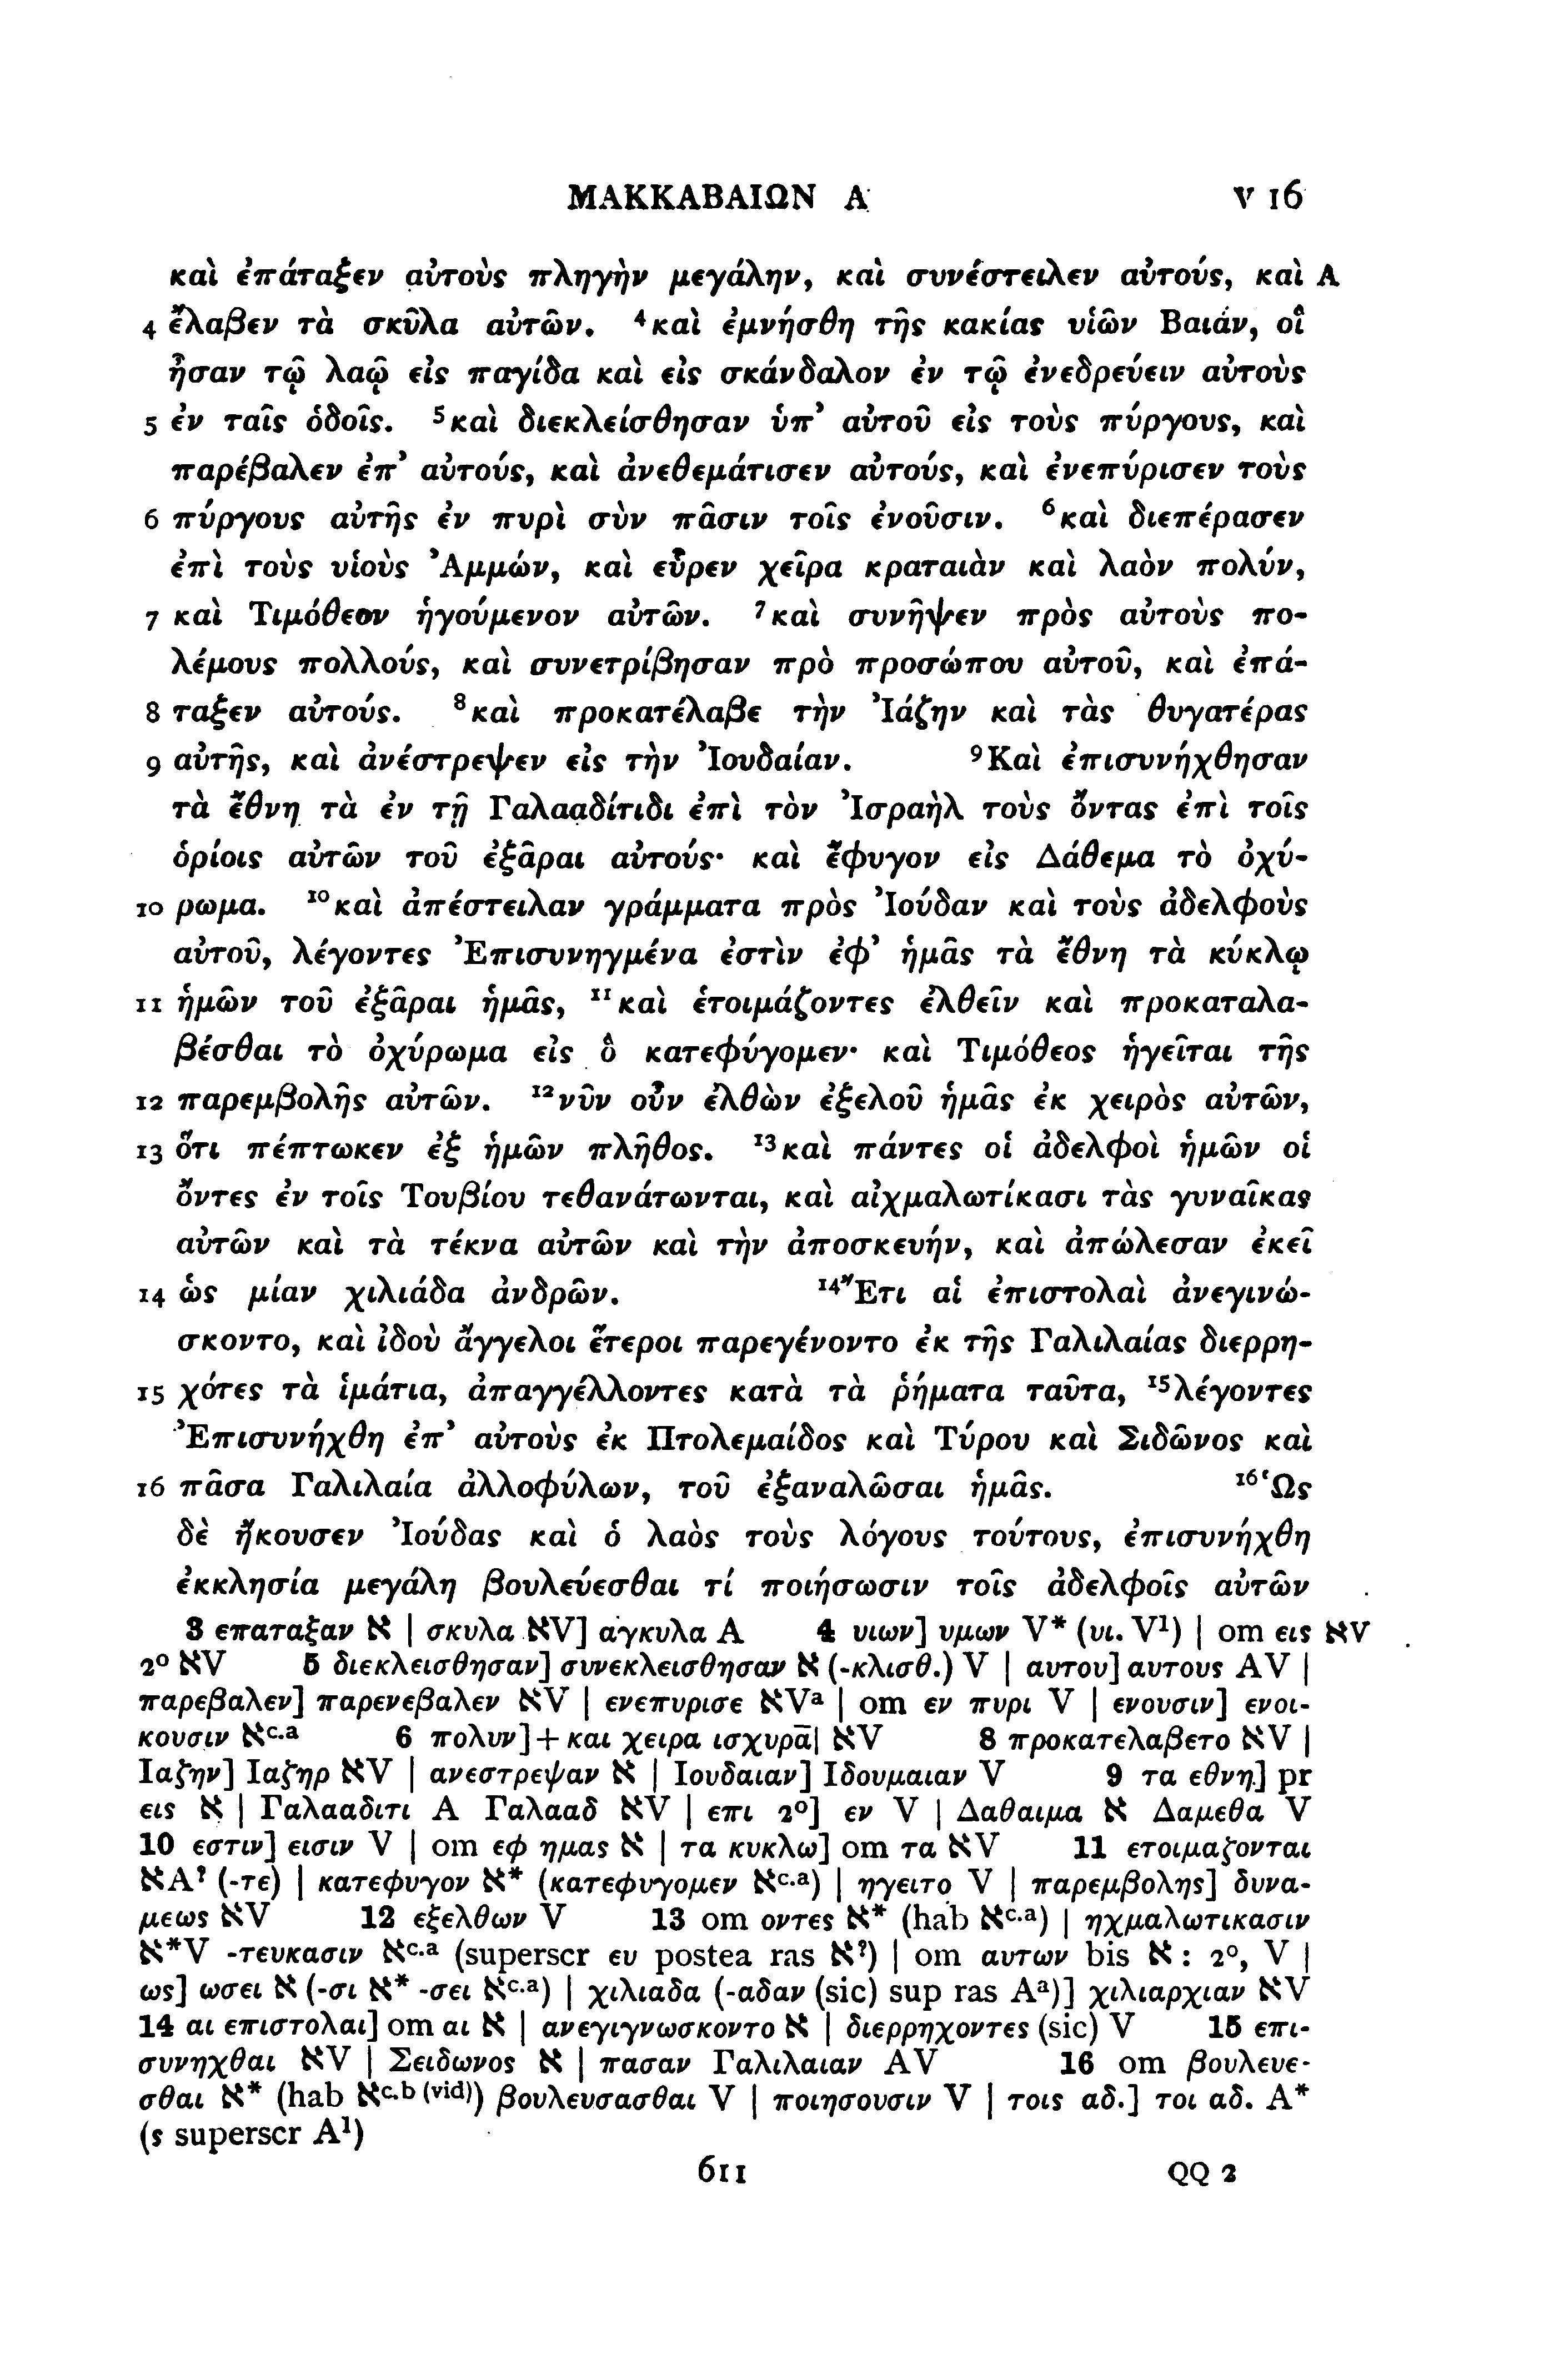 ΜΑΚΚΑΒΑΙΩΝ Α V 16
καὶ ἐπάταξεν αὐτοὺς πληγὴν μεγάλην, καὶ συνέστειλεν αὐτούς, καὶ A
4 ἔλαβεν τὰ σκῦλα αὐτῶν. ⁴καὶ ἐμνήσθη τῆς κακίας υἱῶν Βαιάν, οἳ
ἦσαν τῷ λαῷ εἰς παγίδα καὶ εἰς σκάνδαλον ἐν τῷ ἐνεδρεύειν αὐτοὺς
5 ἐν ταῖς ὁδοῖς. ⁵καὶ διεκλείσθησαν ὑπ’ αὐτοῦ εἰς τοὺς πύργους, καὶ
παρέβαλεν ἐπ’ αὐτούς, καὶ ἀνεθεμάτισεν αὐτούς, καὶ ἐνεπύρισεν τοὺς
6 πύργους αὐτῆς ἐν πυρὶ σὺν πᾶσιν τοῖς ἐνοῦσιν. ⁶καὶ διεπέρασεν
ἐπὶ τοὺς υἱοὺς Ἀμμών, καὶ εὗρεν χεῖρα κραταιὰν καὶ λαὸν πολύν,
7 καὶ Τιμόθεον ἡγούμενον αὐτῶν. ⁷καὶ συνῆψεν πρὸς αὐτοὺς πο-
λέμους πολλούς, καὶ συνετρίβησαν πρὸ προσώπου αὐτοῦ, καὶ ἐπά-
8 ταξεν αὐτούς. ⁸καὶ προκατέλαβε τὴν Ἰάζην καὶ τὰς θυγατέρας
9 αὐτῆς, καὶ ἀνέστρεψεν εἰς τὴν Ἰουδαίαν. ⁹Καὶ ἐπισυνήχθησαν
τὰ ἔθνη τὰ ἐν τῇ Γαλααδίτιδι ἐπὶ τὸν Ἰσραὴλ τοὺς ὄντας ἐπὶ τοῖς
ὁρίοις αὐτῶν τοῦ ἐξᾶραι αὐτούς· καὶ ἔφυγον εἰς Δάθεμα τὸ ὀχύ-
10 ρωμα. ¹⁰καὶ ἀπέστειλαν γράμματα πρὸς Ἰούδαν καὶ τοὺς ἀδελφοὺς
αὐτοῦ, λέγοντες Ἐπισυνηγμένα ἐστὶν ἐφ’ ἡμᾶς τὰ ἔθνη τὰ κύκλῳ
11 ἡμῶν τοῦ ἐξᾶραι ἡμᾶς, ¹¹καὶ ἑτοιμάζοντες ἐλθεῖν καὶ προκαταλα-
βέσθαι τὸ ὀχύρωμα εἰς ὃ κατεφύγομεν· καὶ Τιμόθεος ἡγεῖται τῆς
12 παρεμβολῆς αὐτῶν. ¹²νῦν οὖν ἐλθὼν ἐξελοῦ ἡμᾶς ἐκ χειρὸς αὐτῶν,
13 ὅτι πέπτωκεν ἐξ ἡμῶν πλῆθος. ¹³καὶ πάντες οἱ ἀδελφοὶ ἡμῶν οἱ
ὄντες ἐν τοῖς Τουβίου τεθανάτωνται, καὶ αἰχμαλωτίκασι τὰς γυναῖκας
αὐτῶν καὶ τὰ τέκνα αὐτῶν καὶ τὴν ἀποσκευήν, καὶ ἀπώλεσαν ἐκεῖ
14 ὡς μίαν χιλιάδα ἀνδρῶν. ¹⁴Ἔτι αἱ ἐπιστολαὶ ἀνεγινώ-
σκοντο, καὶ ἰδοὺ ἄγγελοι ἕτεροι παρεγένοντο ἐκ τῆς Γαλιλαίας διερρη-
15 χότες τὰ ἱμάτια, ἀπαγγέλλοντες κατὰ τὰ ῥήματα ταῦτα, ¹⁵λέγοντες
Ἐπισυνήχθη ἐπ’ αὐτοὺς ἐκ Πτολεμαίδος καὶ Τύρου καὶ Σιδῶνος καὶ
16 πᾶσα Γαλιλαία ἀλλοφύλων, τοῦ ἐξαναλῶσαι ἡμᾶς. ¹⁶Ὡς
δὲ ἤκουσεν Ἰούδας καὶ ὁ λαὸς τοὺς λόγους τούτους, ἐπισυνήχθη
ἐκκλησία μεγάλη βουλεύεσθαι τί ποιήσωσιν τοῖς ἀδελφοῖς αὐτῶν
3 επαταξαν א | σκυλα אV] αγκυλα A 4 υιων] υμων V* (υι. V¹) | om εις אV
2° אV 5 διεκλεισθησαν] συνεκλεισθησαν א (-κλισθ.) V | αυτου] αυτους AV |
παρεβαλεν] παρενεβαλεν אV | ενεπυρισε אVᵃ | om εν πυρι V | ενουσιν] ενοι-
κουσιν אᶜ·ᵃ 6 πολυν]+και χειρα ισχυρα̅| אV 8 προκατελαβετο אV |
Ιαζην] Ιαζηρ אV | ανεστρεψαν א | Ιουδαιαν] Ιδουμαιαν V 9 τα εθνη] pr
εις א | Γαλααδιτι A Γαλααδ אV | επι 2°] εν V | Δαθαιμα א Δαμεθα V
10 εστιν] εισιν V | om εφ ημας א | τα κυκλω] om τα אV 11 ετοιμαζονται
אA? (-τε) | κατεφυγον א* (κατεφυγομεν אᶜ·ᵃ) | ηγειτο V | παρεμβολης] δυνα-
μεως אV 12 εξελθων V 13 om οντες א* (hab אᶜ·ᵃ) | ηχμαλωτικασιν
א*V -τευκασιν אᶜ·ᵃ (superscr ευ postea ras א?) | om αυτων bis א: 2°, V |
ως] ωσει א (-σι א* -σει אᶜ·ᵃ) | χιλιαδα (-αδαν (sic) sup ras Aᵃ)] χιλιαρχιαν אV
14 αι επιστολαι] om αι א | ανεγιγνωσκοντο א | διερρηχοντες (sic) V 15 επι-
συνηχθαι אV | Σειδωνος א | πασαν Γαλιλαιαν AV 16 om βουλευε-
σθαι א* (hab אᶜ·ᵇ ⁽ᵛⁱᵈ⁾) βουλευσασθαι V | ποιησουσιν V | τοις αδ.] τοι αδ. A*
(ς superscr A¹)
611 QQ 2